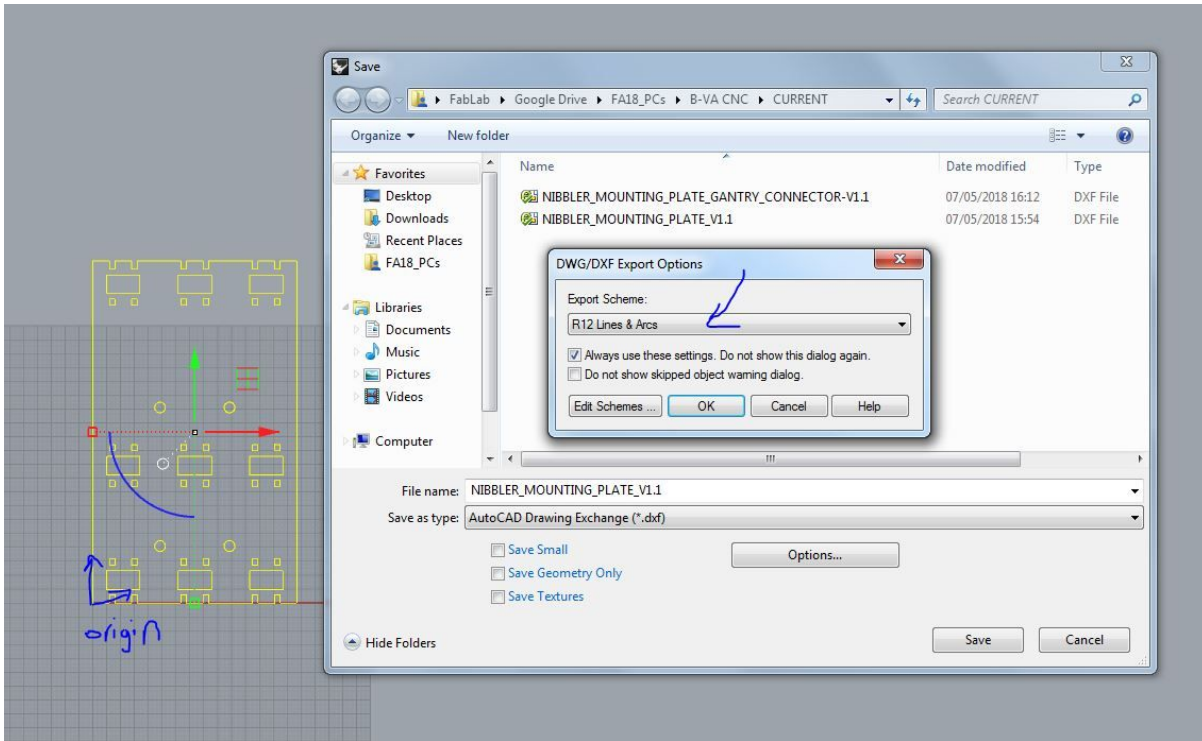 Save
FabLab ▸ Google Drive ▸ FA18_PCs ▸ B-VA CNC ▸ CURRENT
Search CURRENT
Organize
New folder
Favorites
Desktop
Downloads
Recent Places
FA18_PCs
Libraries
Documents
Music
Pictures
Videos
Computer
Name Date modified Type
NIBBLER_MOUNTING_PLATE_GANTRY_CONNECTOR-V1.1 07/05/2018 16:12 DXF File
NIBBLER_MOUNTING_PLATE_V1.1 07/05/2018 15:54 DXF File
DWG/DXF Export Options
Export Scheme:
R12 Lines & Arcs
Always use these settings. Do not show this dialog again.
Do not show skipped object warning dialog.
Edit Schemes ... OK Cancel Help
File name: NIBBLER_MOUNTING_PLATE_V1.1
Save as type: AutoCAD Drawing Exchange (*.dxf)
Save Small
Save Geometry Only
Save Textures
Options...
Hide Folders
Save Cancel
origin